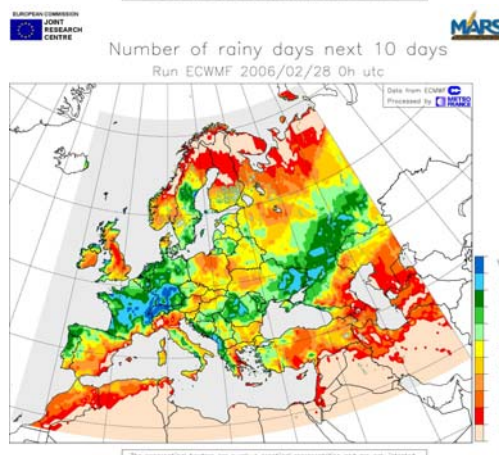 EUROPEAN COMMISSION
JOINT
RESEARCH
CENTRE
MARS
Number of rainy days next 10 days
Run ECWMF 2006/02/28 0h utc
Data from ECMWF
Processed by METEO
FRANCE